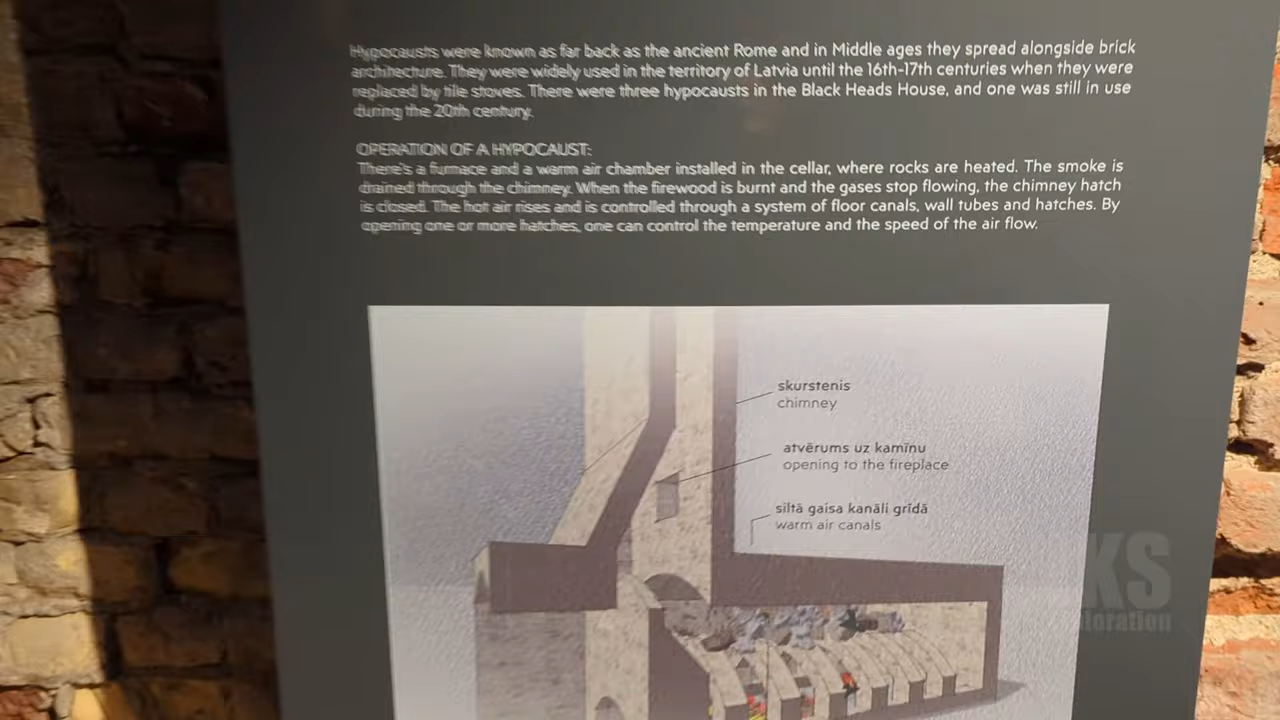 Hypocausts were known as far back as the ancient Rome and in Middle ages they spread alongside brick
architecture. They were widely used in the territory of Latvia until the 16th-17th centuries when they were
replaced by tile stoves. There were three hypocausts in the Black Heads House, and one was still in use
during the 20th century.
OPERATION OF A HYPOCAUST:
There's a furnace and a warm air chamber installed in the cellar, where rocks are heated. The smoke is
drained through the chimney. When the firewood is burnt and the gases stop flowing, the chimney hatch
is closed. The hot air rises and is controlled through a system of floor canals, wall tubes and hatches. By
opening one or more hatches, one can control the temperature and the speed of the air flow.
skurstenis
chimney
atvērums uz kamīnu
opening to the fireplace
siltā gaisa kanāli grīdā
warm air canals
KS